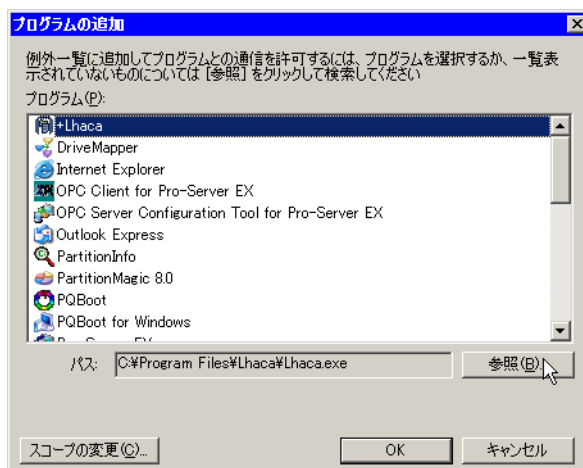 プログラムの追加
例外一覧に追加してプログラムとの通信を許可するには、プログラムを選択するか、一覧表
示されていないものについては [参照] をクリックして検索してください
プログラム(P):
+Lhaca
DriveMapper
Internet Explorer
OPC Client for Pro-Server EX
OPC Server Configuration Tool for Pro-Server EX
Outlook Express
PartitionInfo
PartitionMagic 8.0
PQBoot
PQBoot for Windows
パス: C:¥Program Files¥Lhaca¥Lhaca.exe 参照(B)...
スコープの変更(C)... OK キャンセル